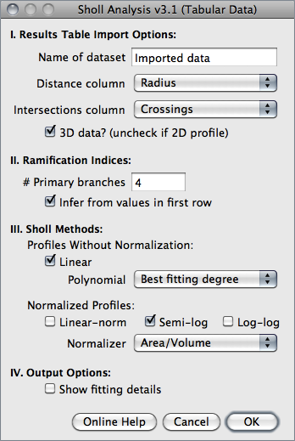 Sholl Analysis v3.1 (Tabular Data)
I. Results Table Import Options:
Name of dataset Imported data
Distance column Radius
Intersections column Crossings
3D data? (uncheck if 2D profile)
II. Ramification Indices:
# Primary branches 4
Infer from values in first row
III. Sholl Methods:
Profiles Without Normalization:
Linear
Polynomial Best fitting degree
Normalized Profiles:
Linear-norm Semi-log Log-log
Normalizer Area/Volume
IV. Output Options:
Show fitting details
Online Help Cancel OK